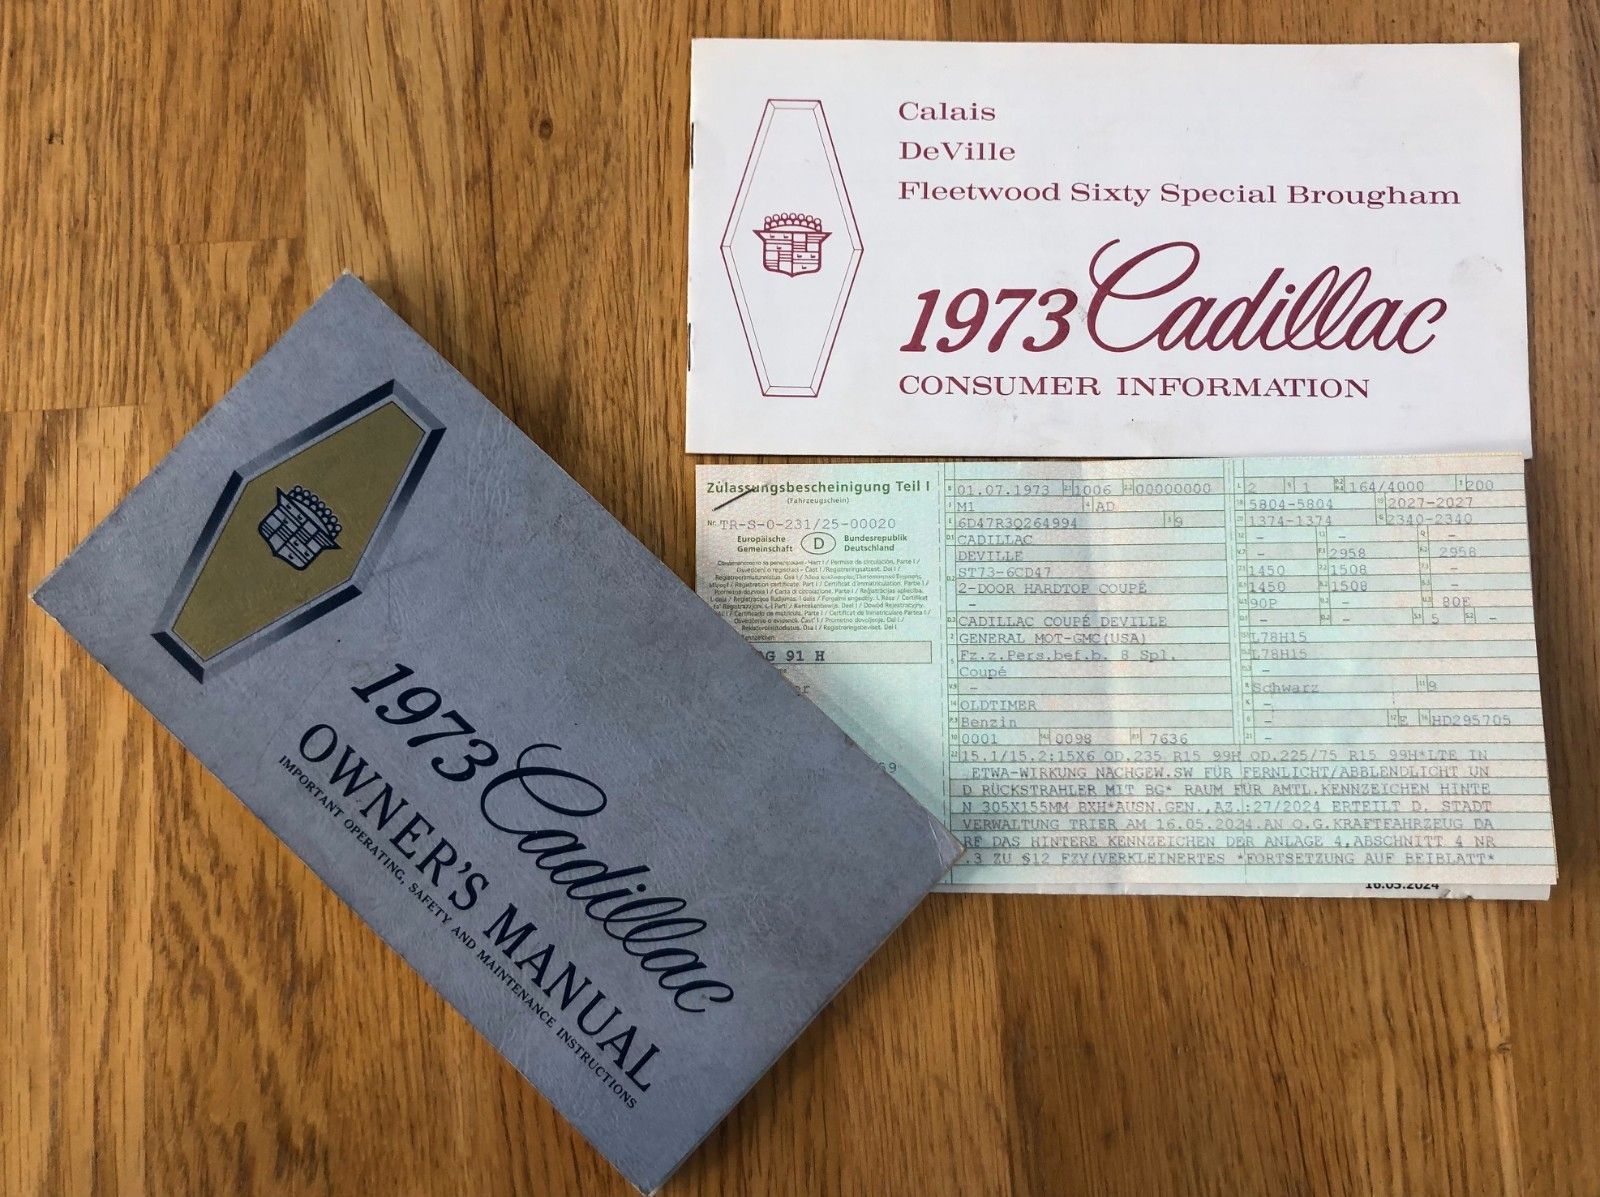 Calais
DeVille
Fleetwood Sixty Special Brougham
1973 Cadillac
CONSUMER INFORMATION
1973 Cadillac
OWNER'S MANUAL
IMPORTANT OPERATING, SAFETY AND MAINTENANCE INSTRUCTIONS
Zulassungsbescheinigung Teil I
(Fahrzeugschein)
Nr. TR-S-0-231/25-00020
Europäische Gemeinschaft D Bundesrepublik Deutschland
G 91 H
01.07.1973 1006 00000000
M1 AD
6D47R3Q264994 9
CADILLAC
DEVILLE
ST73-6CD47
2-DOOR HARDTOP COUPÉ
-
CADILLAC COUPÉ DEVILLE
GENERAL MOT-GMC(USA)
Fz.z.Pers.bef.b. 8 Spl.
Coupé
-
OLDTIMER
Benzin
0001 0098 7636
2 1 164/4000 200
5804-5804 2027-2027
1374-1374 2340-2340
- - -
- 2958 2958
1450 1508 -
1450 1508 -
90P - 80E
- - 5 -
L78H15
L78H15
-
Schwarz 9
-
- E HD295705
-
15.1/15.2:15X6 OD.235 R15 99H OD.225/75 R15 99H*LTE IN
ETWA-WIRKUNG NACHGEW.SW FÜR FERNLICHT/ABBLENDLICHT UN
D RÜCKSTRAHLER MIT BG* RAUM FÜR AMTL.KENNZEICHEN HINTE
N 305X155MM BXH*AUSN.GEN.,AZ.:27/2024 ERTEILT D. STADT
VERWALTUNG TRIER AM 16.05.2024.AN O.G.KRAFTFAHRZEUG DA
RF DAS HINTERE KENNZEICHEN DER ANLAGE 4,ABSCHNITT 4 NR
.3 ZU §12 FZV(VERKLEINERTES *FORTSETZUNG AUF BEIBLATT*
16.05.2024